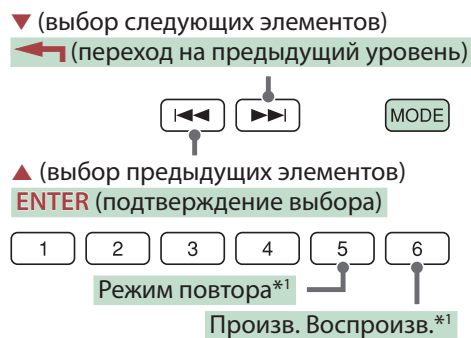 ▼ (выбор следующих элементов)
(переход на предыдущий уровень)
MODE
▲ (выбор предыдущих элементов)
ENTER (подтверждение выбора)
1 2 3 4 5 6
Режим повтора*1
Произв. Воспроизв.*1